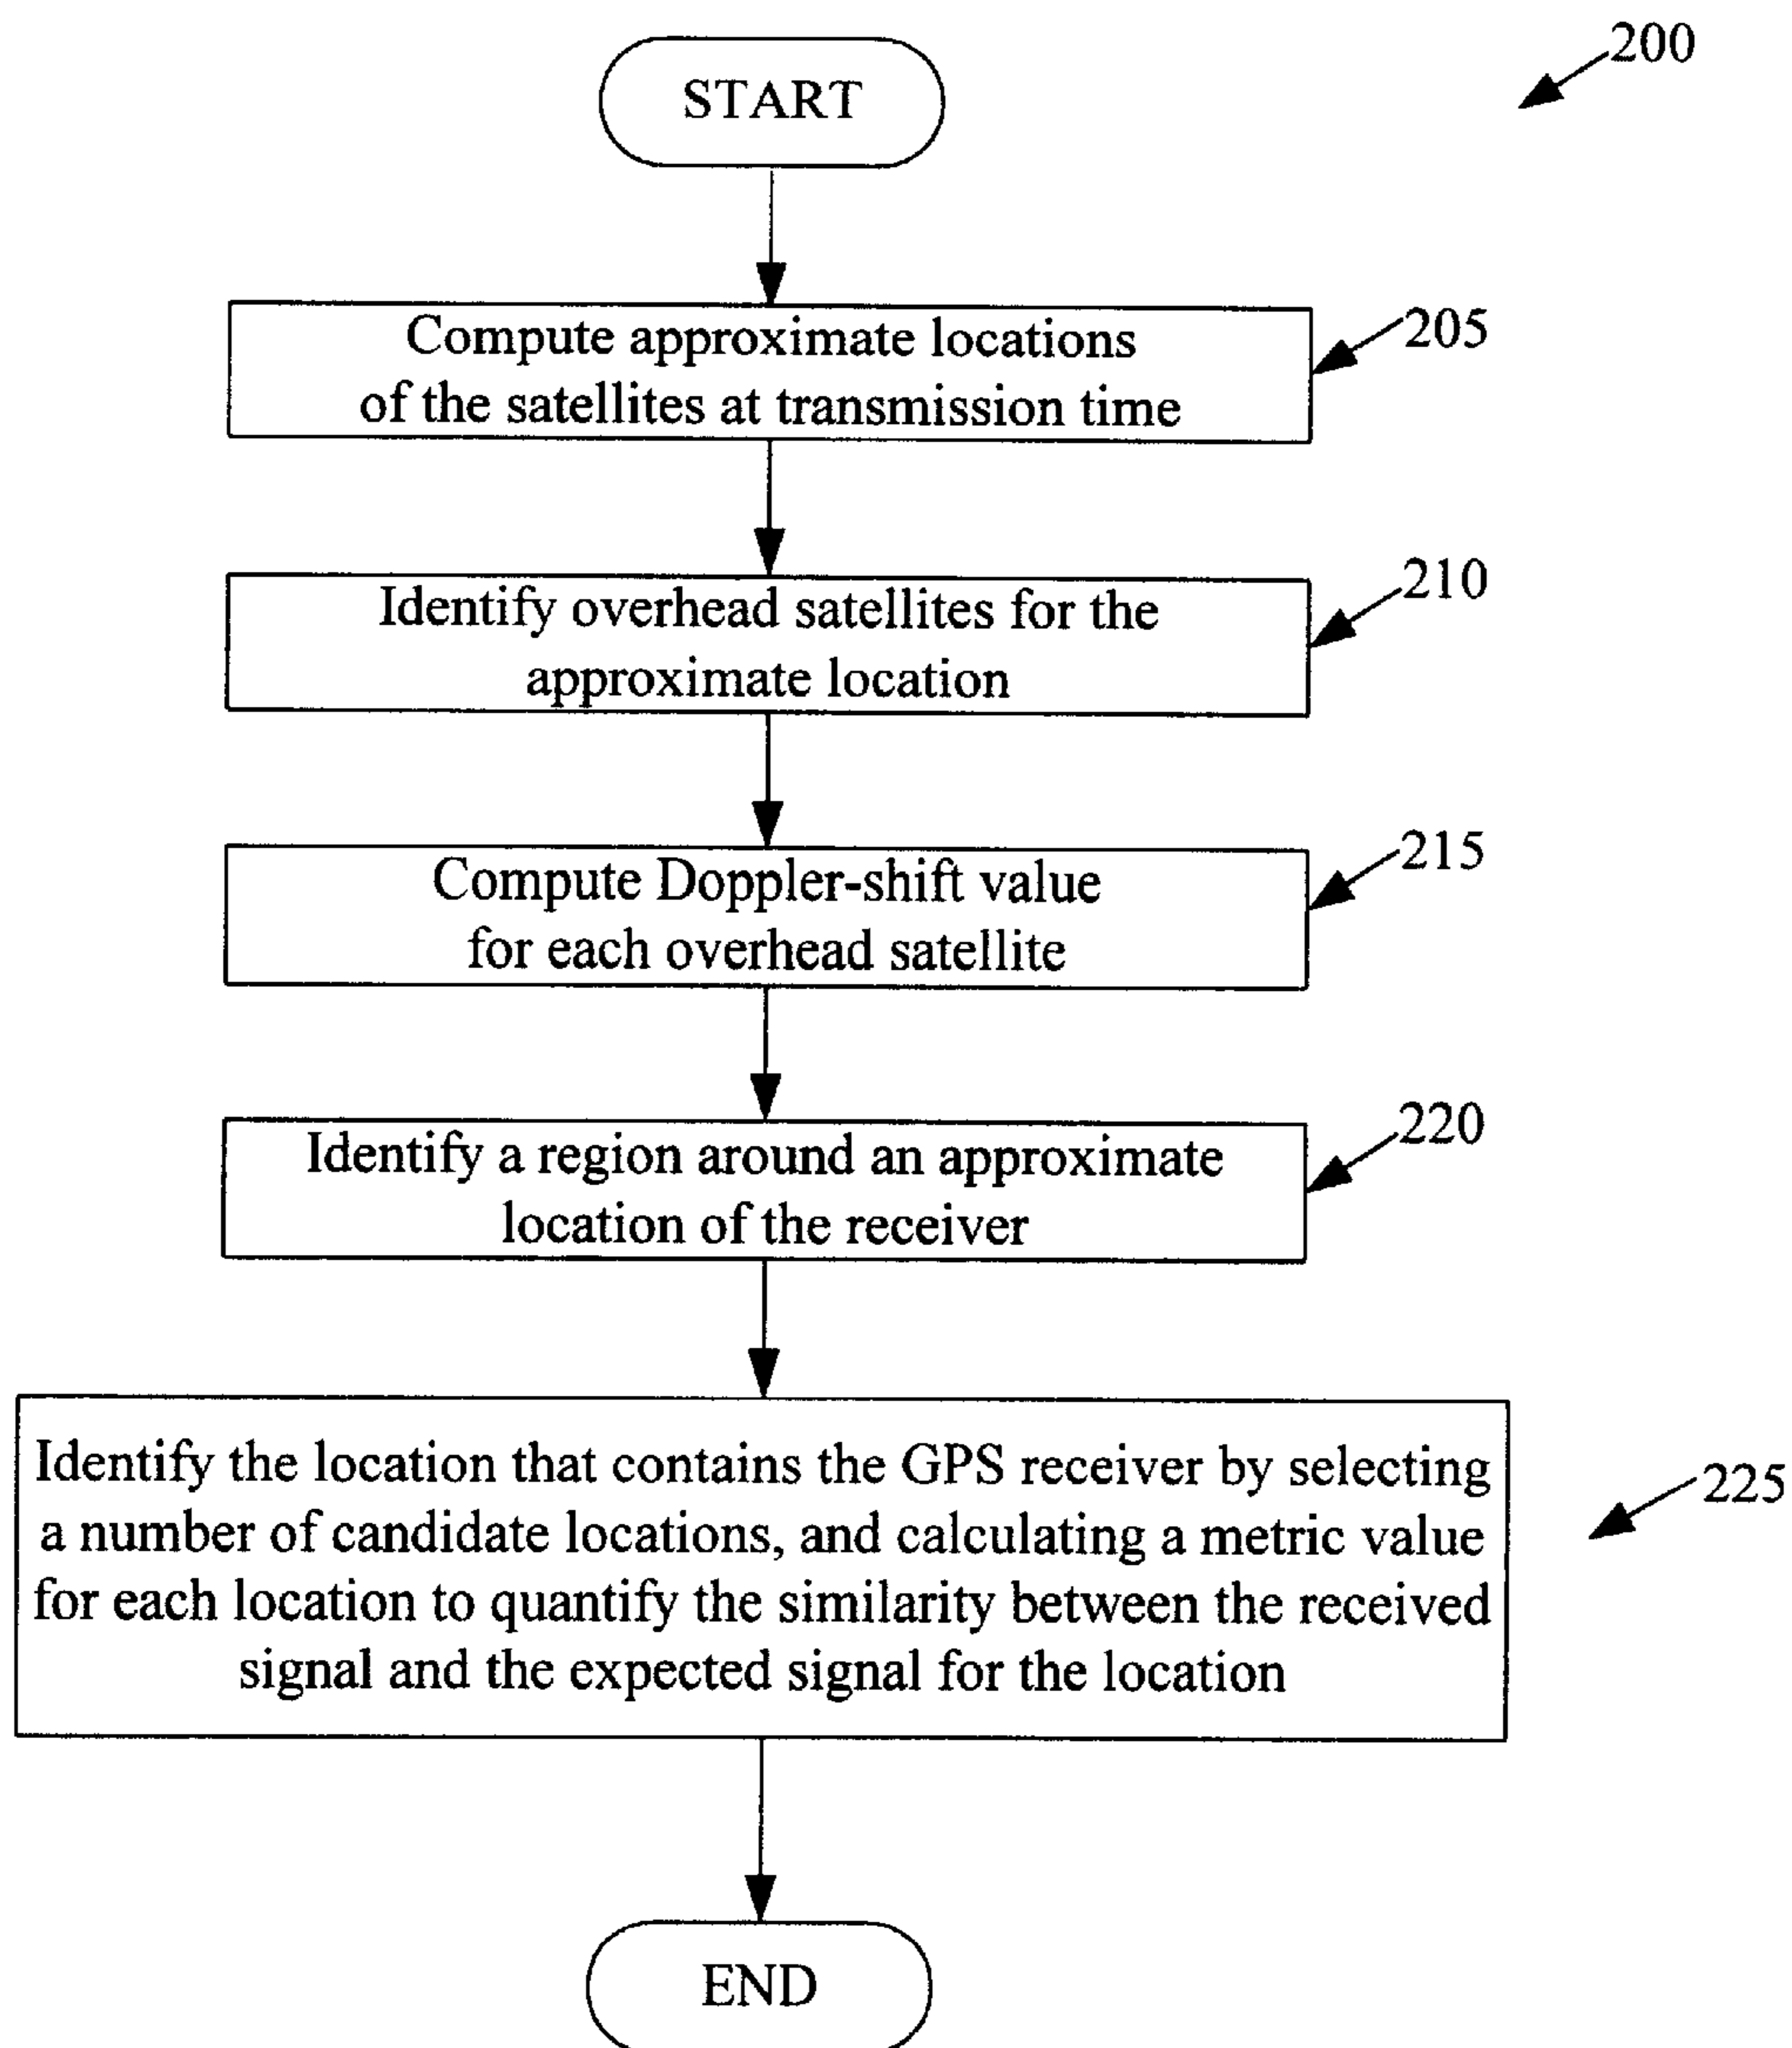 200
START
Compute approximate locations
of the satellites at transmission time
205
Identify overhead satellites for the
approximate location
210
Compute Doppler-shift value
for each overhead satellite
215
Identify a region around an approximate
location of the receiver
220
Identify the location that contains the GPS receiver by selecting
a number of candidate locations, and calculating a metric value
for each location to quantify the similarity between the received
signal and the expected signal for the location
225
END